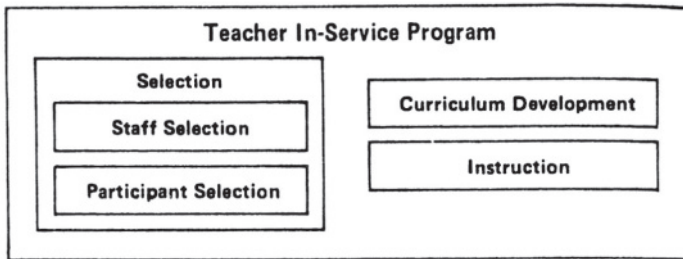 Teacher In-Service Program
Selection
Staff Selection
Participant Selection
Curriculum Development
Instruction